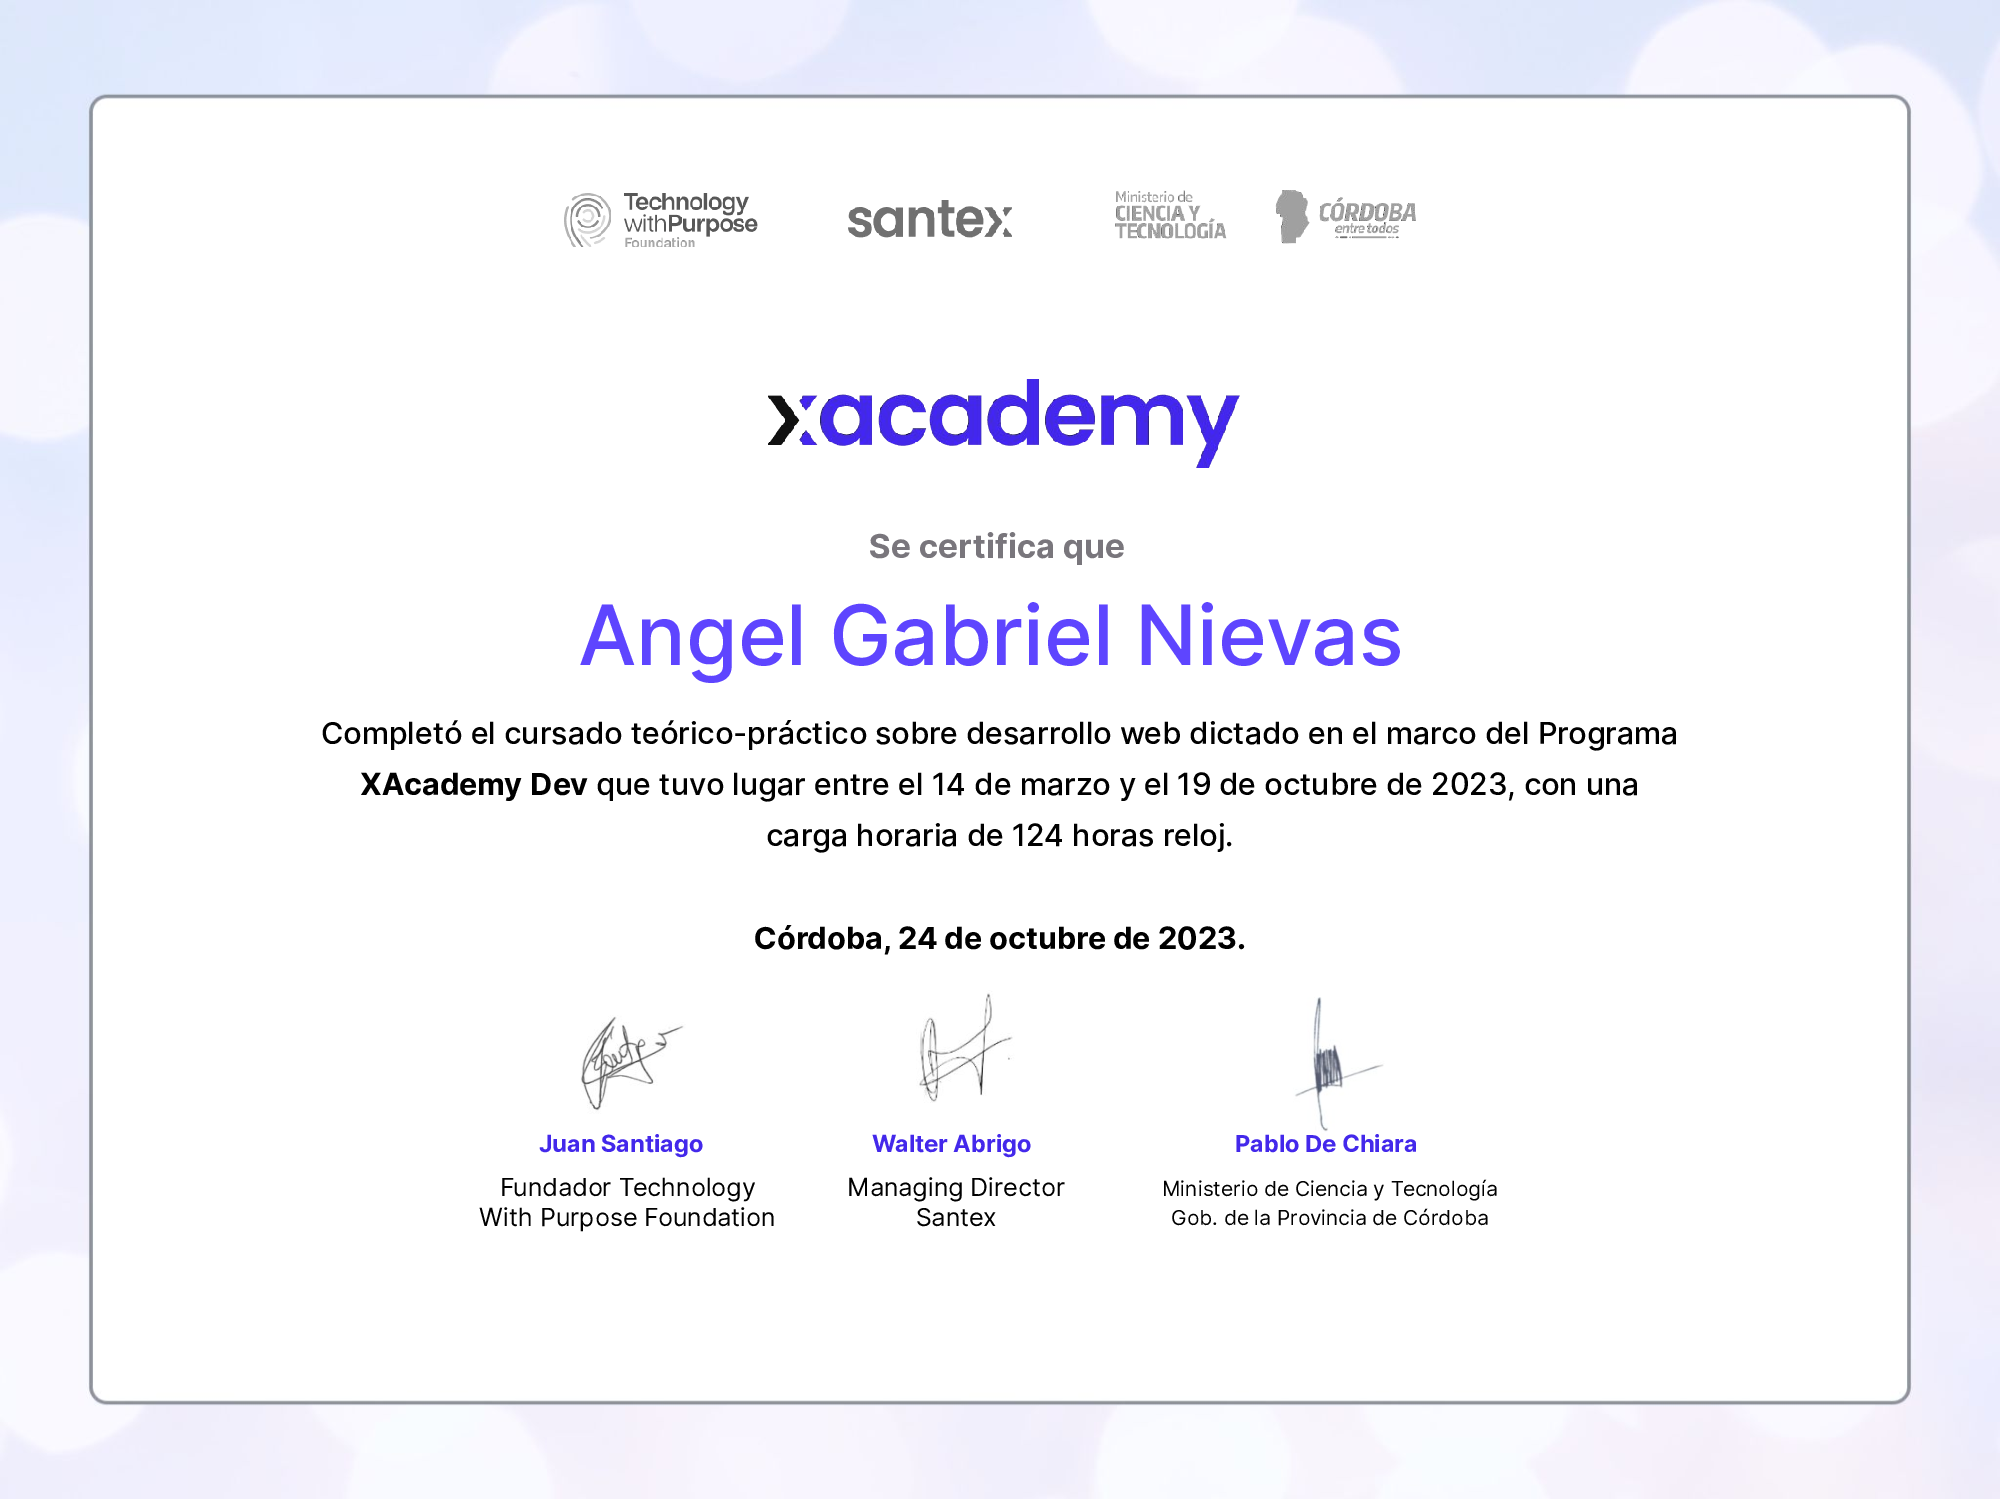 Technology
withPurpose
Foundation
santex
Ministerio de
CIENCIA Y
TECNOLOGÍA
CÓRDOBA
entre todos
xacademy
Se certifica que
Angel Gabriel Nievas
Completó el cursado teórico-práctico sobre desarrollo web dictado en el marco del Programa
XAcademy Dev que tuvo lugar entre el 14 de marzo y el 19 de octubre de 2023, con una
carga horaria de 124 horas reloj.
Córdoba, 24 de octubre de 2023.
Juan Santiago
Fundador Technology
With Purpose Foundation
Walter Abrigo
Managing Director
Santex
Pablo De Chiara
Ministerio de Ciencia y Tecnología
Gob. de la Provincia de Córdoba